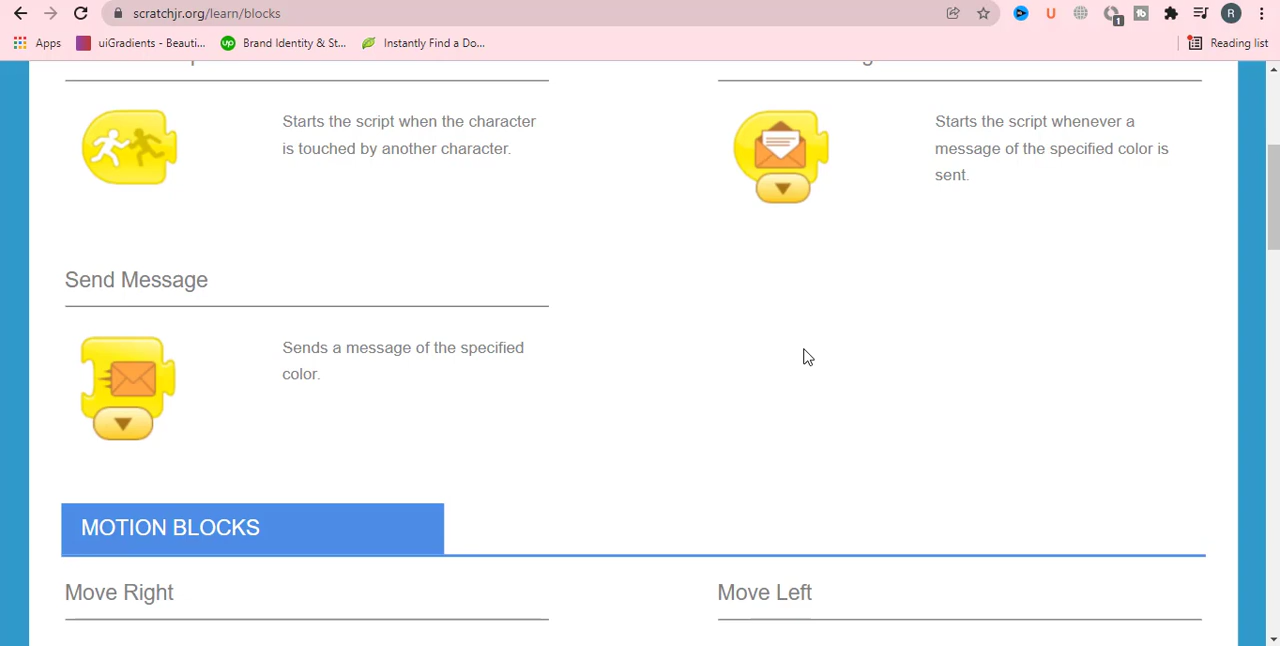 scratchjr.org/learn/blocks
1
R
Apps
uiGradients - Beauti...
Brand Identity & St...
Instantly Find a Do...
Reading list
Starts the script when the character
is touched by another character.
Starts the script whenever a
message of the specified color is
sent.
Send Message
Sends a message of the specified
color.
MOTION BLOCKS
Move Right
Move Left